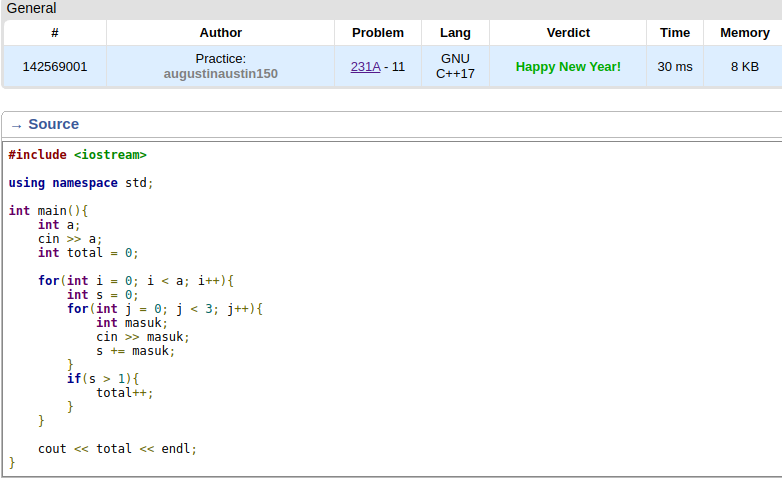 General
# Author Problem Lang Verdict Time Memory
142569001 Practice: augustinaustin150 231A - 11 GNU C++17 Happy New Year! 30 ms 8 KB
→ Source
#include <iostream>
using namespace std;
int main(){
    int a;
    cin >> a;
    int total = 0;
    for(int i = 0; i < a; i++){
        int s = 0;
        for(int j = 0; j < 3; j++){
            int masuk;
            cin >> masuk;
            s += masuk;
        }
        if(s > 1){
            total++;
        }
    }
    cout << total << endl;
}